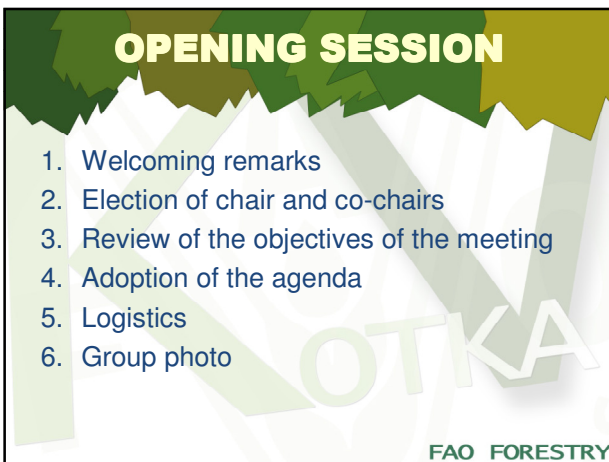 OPENING SESSION
1. Welcoming remarks
2. Election of chair and co-chairs
3. Review of the objectives of the meeting
4. Adoption of the agenda
5. Logistics
6. Group photo
KOTKA
FAO FORESTRY